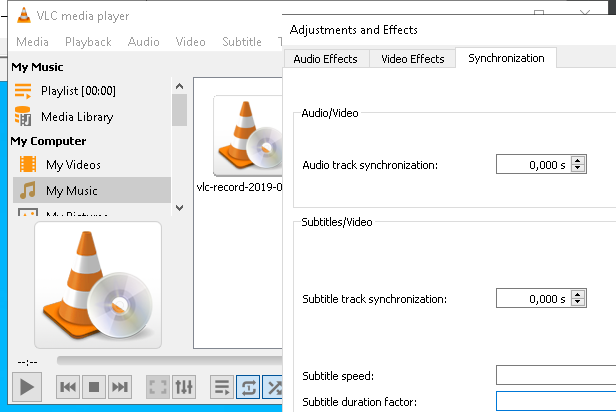 VLC media player
Media Playback Audio Video Subtitle
My Music
Playlist [00:00]
Media Library
My Computer
My Videos
My Music
My Pictures
vlc-record-2019-0
--:--
Adjustments and Effects
Audio Effects Video Effects Synchronization
Audio/Video
Audio track synchronization: 0,000 s
Subtitles/Video
Subtitle track synchronization: 0,000 s
Subtitle speed:
Subtitle duration factor: